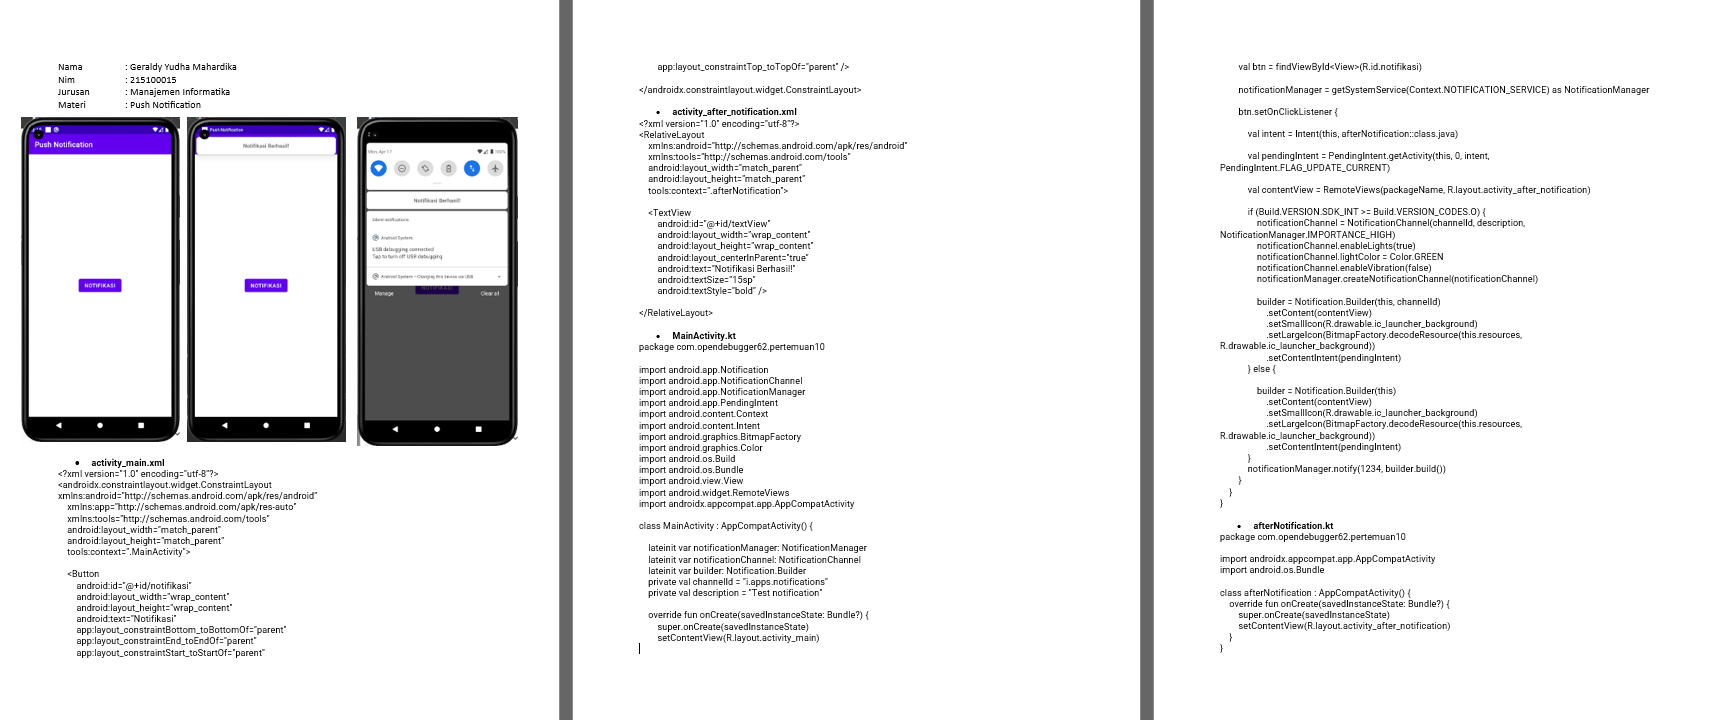 Nama : Geraldy Yudha Mahardika
Nim : 215100015
Jurusan : Manajemen Informatika
Materi : Push Notification
Push Notification
NOTIFIKASI
Push Notification
Notifikasi Berhasil!
NOTIFIKASI
Mon, Apr 17
100%
Notifikasi Berhasil!
Silent notifications
Android System
USB debugging connected
Tap to turn off USB debugging
Android System • Charging this device via USB
NOTIFIKASI
Manage
Clear all
• activity_main.xml
<?xml version="1.0" encoding="utf-8"?>
<androidx.constraintlayout.widget.ConstraintLayout
xmlns:android="http://schemas.android.com/apk/res/android"
xmlns:app="http://schemas.android.com/apk/res-auto"
xmlns:tools="http://schemas.android.com/tools"
android:layout_width="match_parent"
android:layout_height="match_parent"
tools:context=".MainActivity">
<Button
android:id="@+id/notifikasi"
android:layout_width="wrap_content"
android:layout_height="wrap_content"
android:text="Notifikasi"
app:layout_constraintBottom_toBottomOf="parent"
app:layout_constraintEnd_toEndOf="parent"
app:layout_constraintStart_toStartOf="parent"
app:layout_constraintTop_toTopOf="parent" />
</androidx.constraintlayout.widget.ConstraintLayout>
• activity_after_notification.xml
<?xml version="1.0" encoding="utf-8"?>
<RelativeLayout
xmlns:android="http://schemas.android.com/apk/res/android"
xmlns:tools="http://schemas.android.com/tools"
android:layout_width="match_parent"
android:layout_height="match_parent"
tools:context=".afterNotification">
<TextView
android:id="@+id/textView"
android:layout_width="wrap_content"
android:layout_height="wrap_content"
android:layout_centerInParent="true"
android:text="Notifikasi Berhasil!"
android:textSize="15sp"
android:textStyle="bold" />
</RelativeLayout>
• MainActivity.kt
package com.opendebugger62.pertemuan10
import android.app.Notification
import android.app.NotificationChannel
import android.app.NotificationManager
import android.app.PendingIntent
import android.content.Context
import android.content.Intent
import android.graphics.BitmapFactory
import android.graphics.Color
import android.os.Build
import android.os.Bundle
import android.view.View
import android.widget.RemoteViews
import androidx.appcompat.app.AppCompatActivity
class MainActivity : AppCompatActivity() {
lateinit var notificationManager: NotificationManager
lateinit var notificationChannel: NotificationChannel
lateinit var builder: Notification.Builder
private val channelId = "i.apps.notifications"
private val description = "Test notification"
override fun onCreate(savedInstanceState: Bundle?) {
super.onCreate(savedInstanceState)
setContentView(R.layout.activity_main)
val btn = findViewById<View>(R.id.notifikasi)
notificationManager = getSystemService(Context.NOTIFICATION_SERVICE) as NotificationManager
btn.setOnClickListener {
val intent = Intent(this, afterNotification::class.java)
val pendingIntent = PendingIntent.getActivity(this, 0, intent,
PendingIntent.FLAG_UPDATE_CURRENT)
val contentView = RemoteViews(packageName, R.layout.activity_after_notification)
if (Build.VERSION.SDK_INT >= Build.VERSION_CODES.O) {
notificationChannel = NotificationChannel(channelId, description,
NotificationManager.IMPORTANCE_HIGH)
notificationChannel.enableLights(true)
notificationChannel.lightColor = Color.GREEN
notificationChannel.enableVibration(false)
notificationManager.createNotificationChannel(notificationChannel)
builder = Notification.Builder(this, channelId)
.setContent(contentView)
.setSmallIcon(R.drawable.ic_launcher_background)
.setLargeIcon(BitmapFactory.decodeResource(this.resources,
R.drawable.ic_launcher_background))
.setContentIntent(pendingIntent)
} else {
builder = Notification.Builder(this)
.setContent(contentView)
.setSmallIcon(R.drawable.ic_launcher_background)
.setLargeIcon(BitmapFactory.decodeResource(this.resources,
R.drawable.ic_launcher_background))
.setContentIntent(pendingIntent)
}
notificationManager.notify(1234, builder.build())
}
}
}
• afterNotification.kt
package com.opendebugger62.pertemuan10
import androidx.appcompat.app.AppCompatActivity
import android.os.Bundle
class afterNotification : AppCompatActivity() {
override fun onCreate(savedInstanceState: Bundle?) {
super.onCreate(savedInstanceState)
setContentView(R.layout.activity_after_notification)
}
}